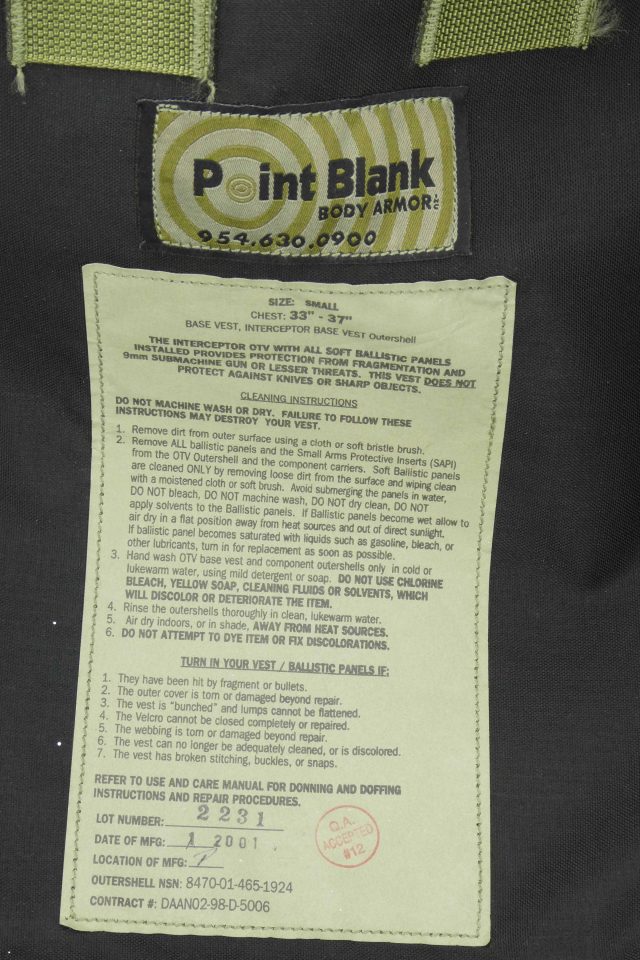 Point Blank
BODY ARMOR INC
954.630.0900
SIZE: SMALL
CHEST: 33" - 37"
BASE VEST, INTERCEPTOR BASE VEST Outershell
THE INTERCEPTOR OTV WITH ALL SOFT BALLISTIC PANELS
INSTALLED PROVIDES PROTECTION FROM FRAGMENTATION AND
9mm SUBMACHINE GUN OR LESSER THREATS. THIS VEST DOES NOT
PROTECT AGAINST KNIVES OR SHARP OBJECTS.
CLEANING INSTRUCTIONS
DO NOT MACHINE WASH OR DRY. FAILURE TO FOLLOW THESE
INSTRUCTIONS MAY DESTROY YOUR VEST.
1. Remove dirt from outer surface using a cloth or soft bristle brush.
2. Remove ALL ballistic panels and the Small Arms Protective Inserts (SAPI)
from the OTV Outershell and the component carriers. Soft Ballistic panels
are cleaned ONLY by removing loose dirt from the surface and wiping clean
with a moistened cloth or soft brush. Avoid submerging the panels in water,
DO NOT bleach, DO NOT machine wash, DO NOT dry clean, DO NOT
apply solvents to the Ballistic panels. If Ballistic panels become wet allow to
air dry in a flat position away from heat sources and out of direct sunlight.
If ballistic panel becomes saturated with liquids such as gasoline, bleach, or
other lubricants, turn in for replacement as soon as possible.
3. Hand wash OTV base vest and component outershells only in cold or
lukewarm water, using mild detergent or soap. DO NOT USE CHLORINE
BLEACH, YELLOW SOAP, CLEANING FLUIDS OR SOLVENTS, WHICH
WILL DISCOLOR OR DETERIORATE THE ITEM.
4. Rinse the outershells thoroughly in clean, lukewarm water.
5. Air dry indoors, or in shade, AWAY FROM HEAT SOURCES.
6. DO NOT ATTEMPT TO DYE ITEM OR FIX DISCOLORATIONS.
TURN IN YOUR VEST / BALLISTIC PANELS IF:
1. They have been hit by fragment or bullets.
2. The outer cover is torn or damaged beyond repair.
3. The vest is "bunched" and lumps cannot be flattened.
4. The Velcro cannot be closed completely or repaired.
5. The webbing is torn or damaged beyond repair.
6. The vest can no longer be adequately cleaned, or is discolored.
7. The vest has broken stitching, buckles, or snaps.
REFER TO USE AND CARE MANUAL FOR DONNING AND DOFFING
INSTRUCTIONS AND REPAIR PROCEDURES.
LOT NUMBER: 2231
DATE OF MFG: 1 2001
LOCATION OF MFG:
OUTERSHELL NSN: 8470-01-465-1924
CONTRACT #: DAAN02-98-D-5006
Q.A.
ACCEPTED
#12